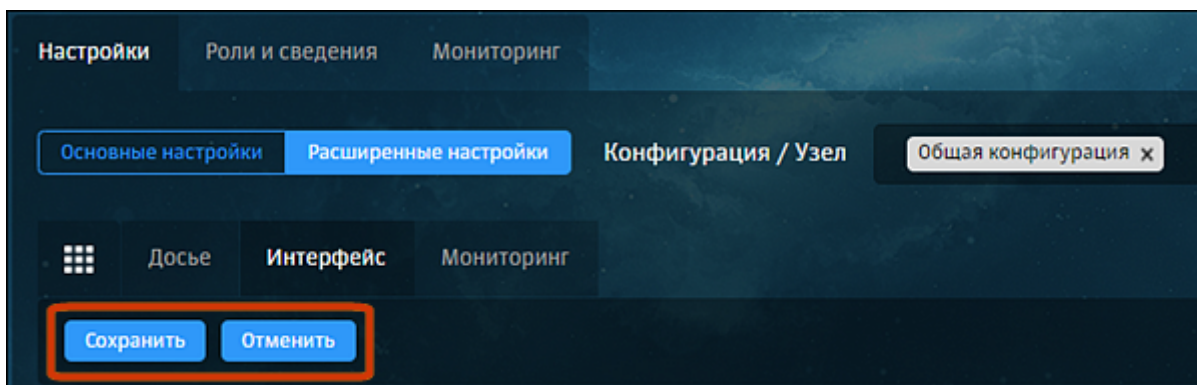 Настройки Роли и сведения Мониторинг
Основные настройки Расширенные настройки Конфигурация / Узел Общая конфигурация ×
Досье Интерфейс Мониторинг
Сохранить Отменить